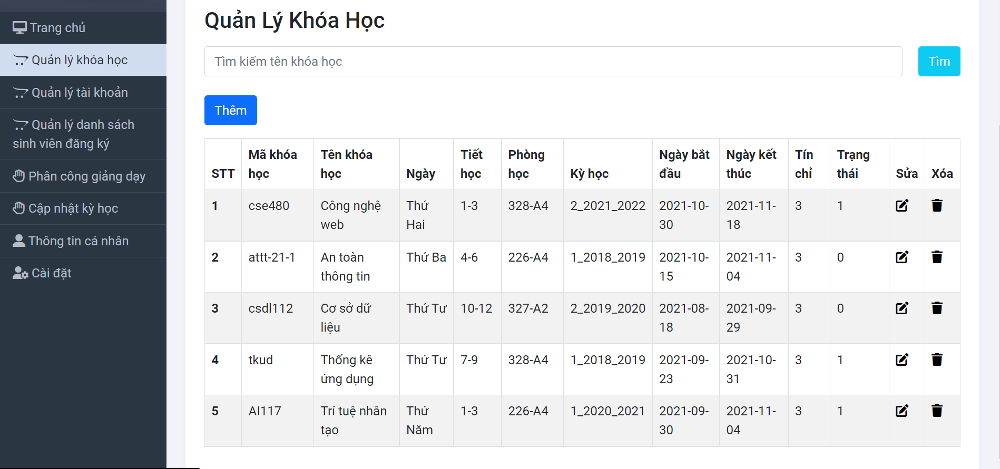 Trang chủ
Quản lý khóa học
Quản lý tài khoản
Quản lý danh sách
sinh viên đăng ký
Phân công giảng dạy
Cập nhật kỳ học
Thông tin cá nhân
Cài đặt
Quản Lý Khóa Học
Tìm kiếm tên khóa học
Tìm
Thêm
STT Mã khóa học Tên khóa học Ngày Tiết học Phòng học Kỳ học Ngày bắt đầu Ngày kết thúc Tín chỉ Trạng thái Sửa Xóa
1 cse480 Công nghệ web Thứ Hai 1-3 328-A4 2_2021_2022 2021-10-30 2021-11-18 3 1
2 attt-21-1 An toàn thông tin Thứ Ba 4-6 226-A4 1_2018_2019 2021-10-15 2021-11-04 3 0
3 csdl112 Cơ sở dữ liệu Thứ Tư 10-12 327-A2 2_2019_2020 2021-08-18 2021-09-29 3 0
4 tkud Thống kê ứng dụng Thứ Tư 7-9 328-A4 1_2018_2019 2021-09-23 2021-10-31 3 1
5 AI117 Trí tuệ nhân tạo Thứ Năm 1-3 226-A4 1_2020_2021 2021-09-30 2021-11-04 3 1